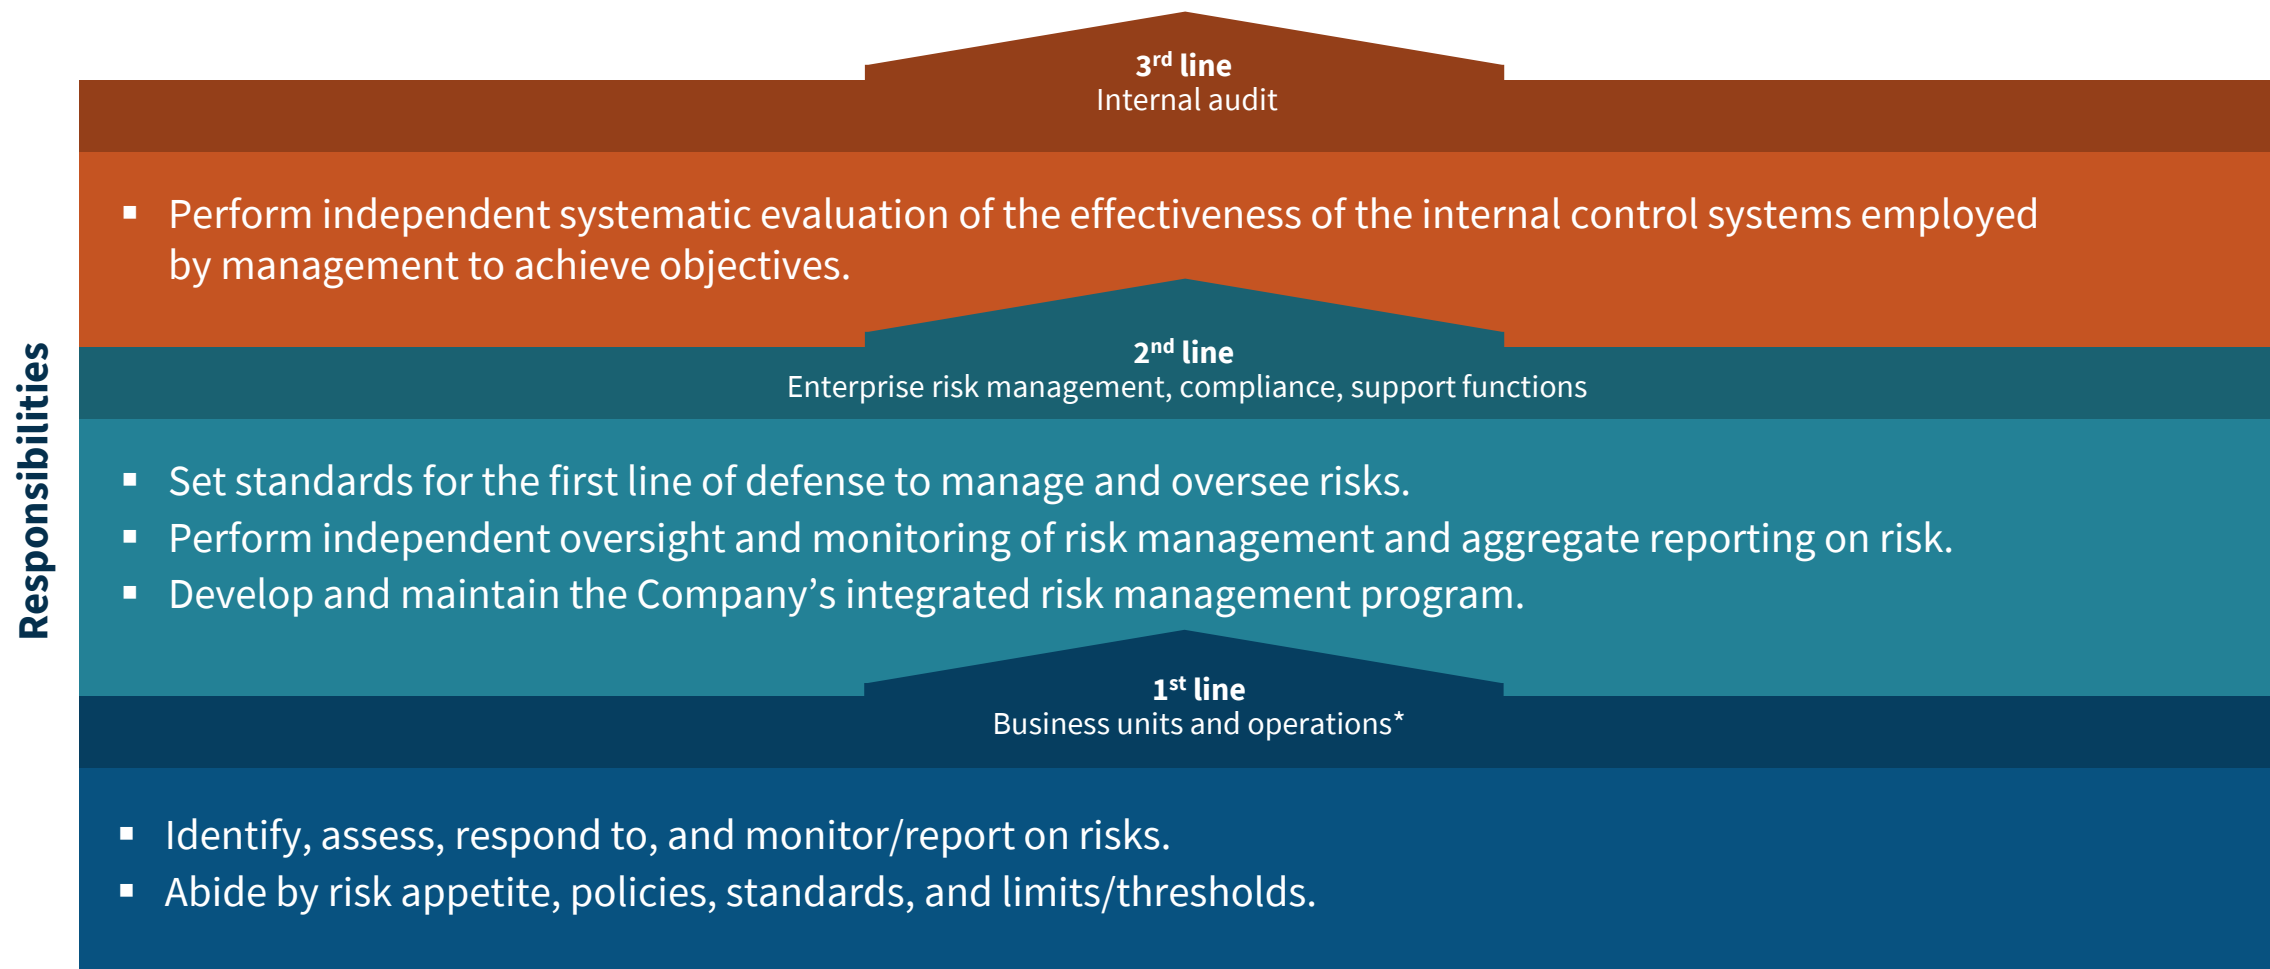 Responsibilities
3rd line
Internal audit
▪ Perform independent systematic evaluation of the effectiveness of the internal control systems employed
by management to achieve objectives.
2nd line
Enterprise risk management, compliance, support functions
▪ Set standards for the first line of defense to manage and oversee risks.
▪ Perform independent oversight and monitoring of risk management and aggregate reporting on risk.
▪ Develop and maintain the Company’s integrated risk management program.
1st line
Business units and operations*
▪ Identify, assess, respond to, and monitor/report on risks.
▪ Abide by risk appetite, policies, standards, and limits/thresholds.